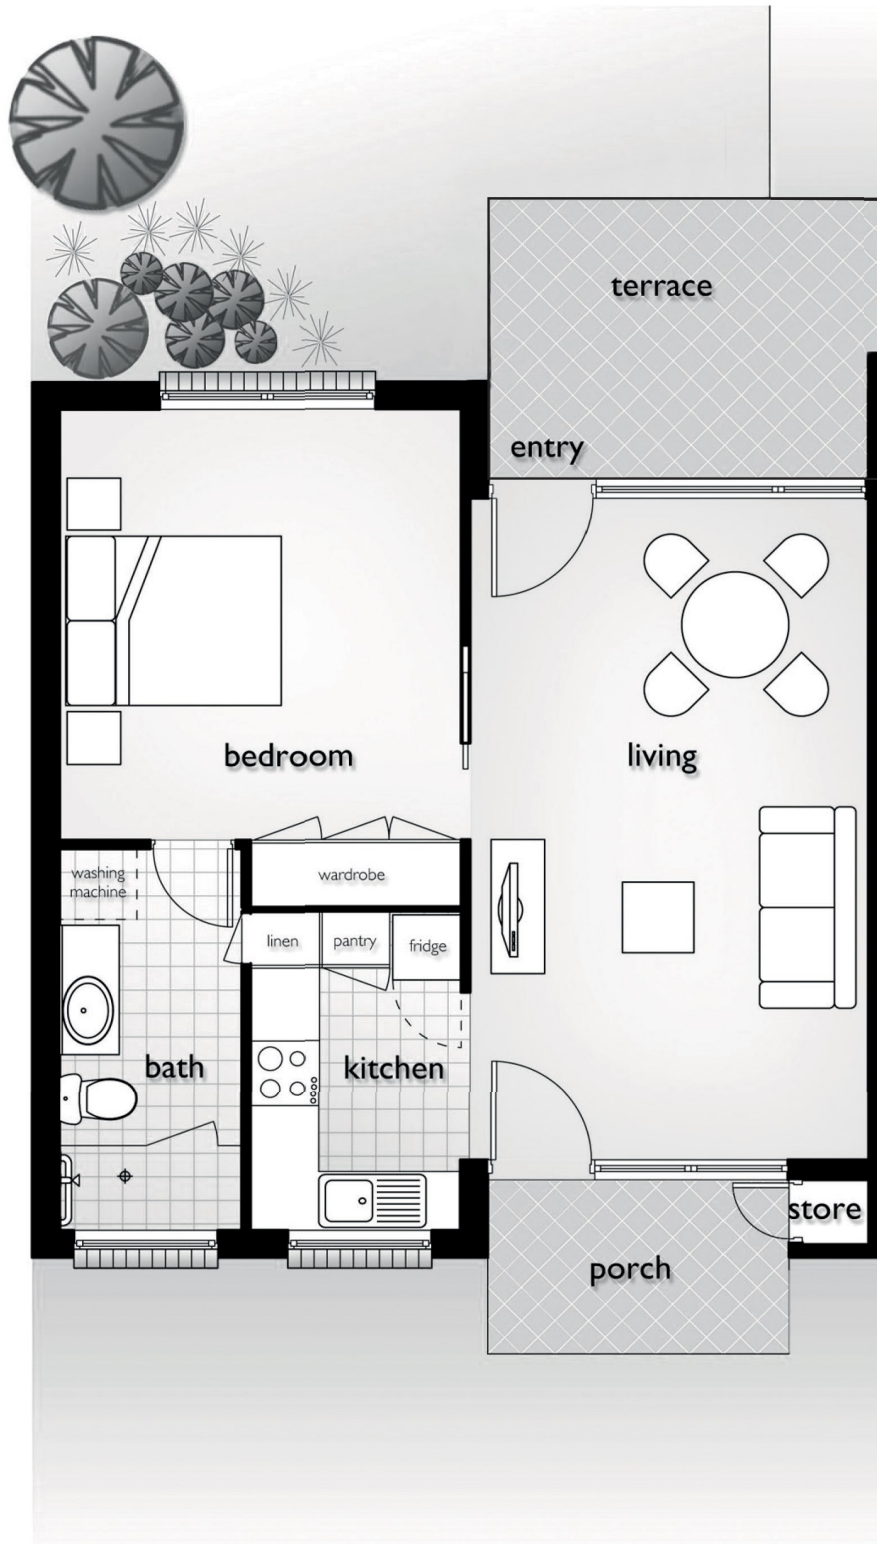 terrace
entry
bedroom
living
washing
machine
wardrobe
linen
pantry
fridge
bath
kitchen
store
porch